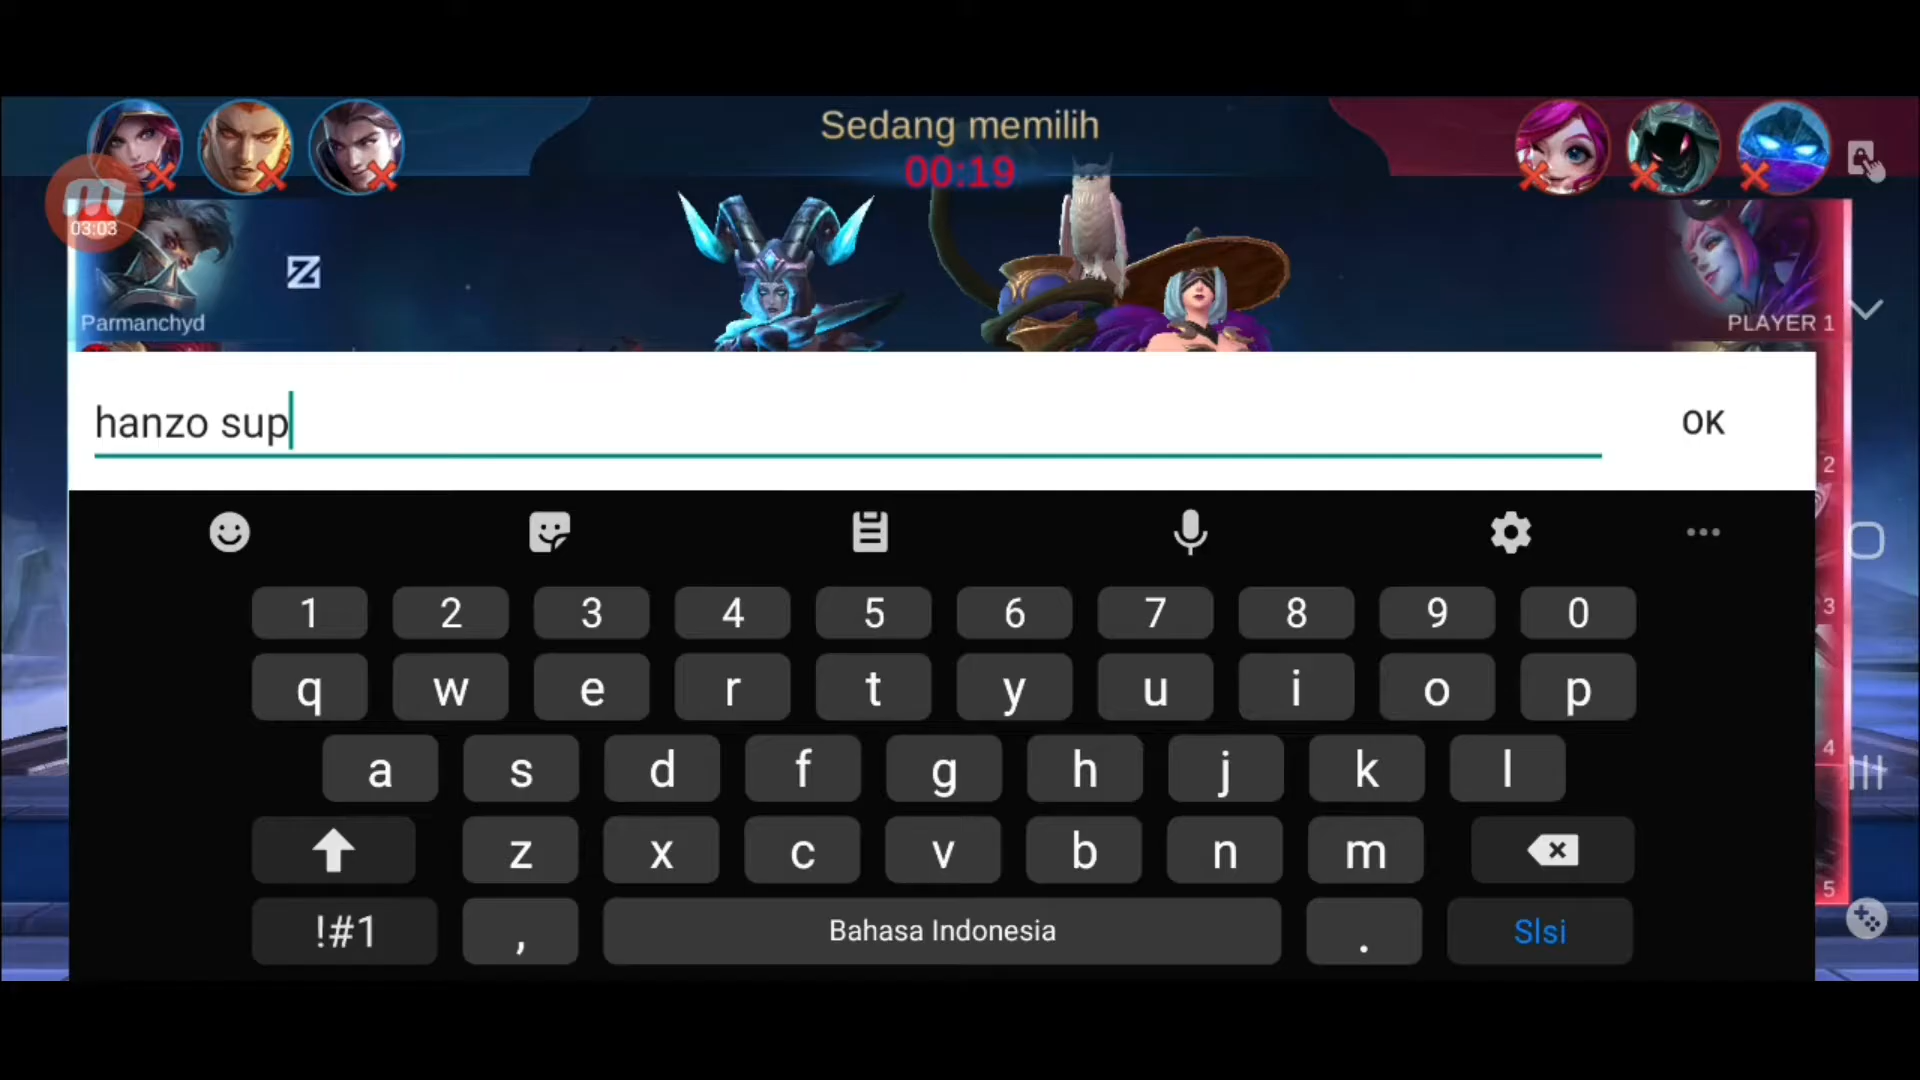 Sedang memilih
00:19
03:03
Parmanchyd
PLAYER 1
hanzo sup
OK
2
1 2 3 4 5 6 7 8 9 0
3
q w e r t y u i o p
a s d f g h j k l
4
z x c v b n m
5
!#1 , Bahasa Indonesia . Slsi